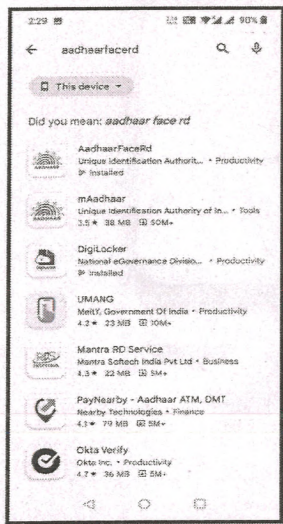 2:29 90%
aadhaarfacerd
This device
Did you mean: aadhaar face rd
AadhaarFaceRd
Unique Identification Authorit... • Productivity
Installed
mAadhaar
Unique Identification Authority of In... • Tools
3.5★ 38 MB 50M+
DigiLocker
National eGovernance Divisio... • Productivity
Installed
UMANG
MeitY, Government Of India • Productivity
4.2★ 23 MB 10M+
Mantra RD Service
Mantra Softech India Pvt Ltd • Business
4.3★ 22 MB 5M+
PayNearby - Aadhaar ATM, DMT
Nearby Technologies • Finance
4.3★ 79 MB 5M+
Okta Verify
Okta Inc. • Productivity
4.7★ 36 MB 5M+